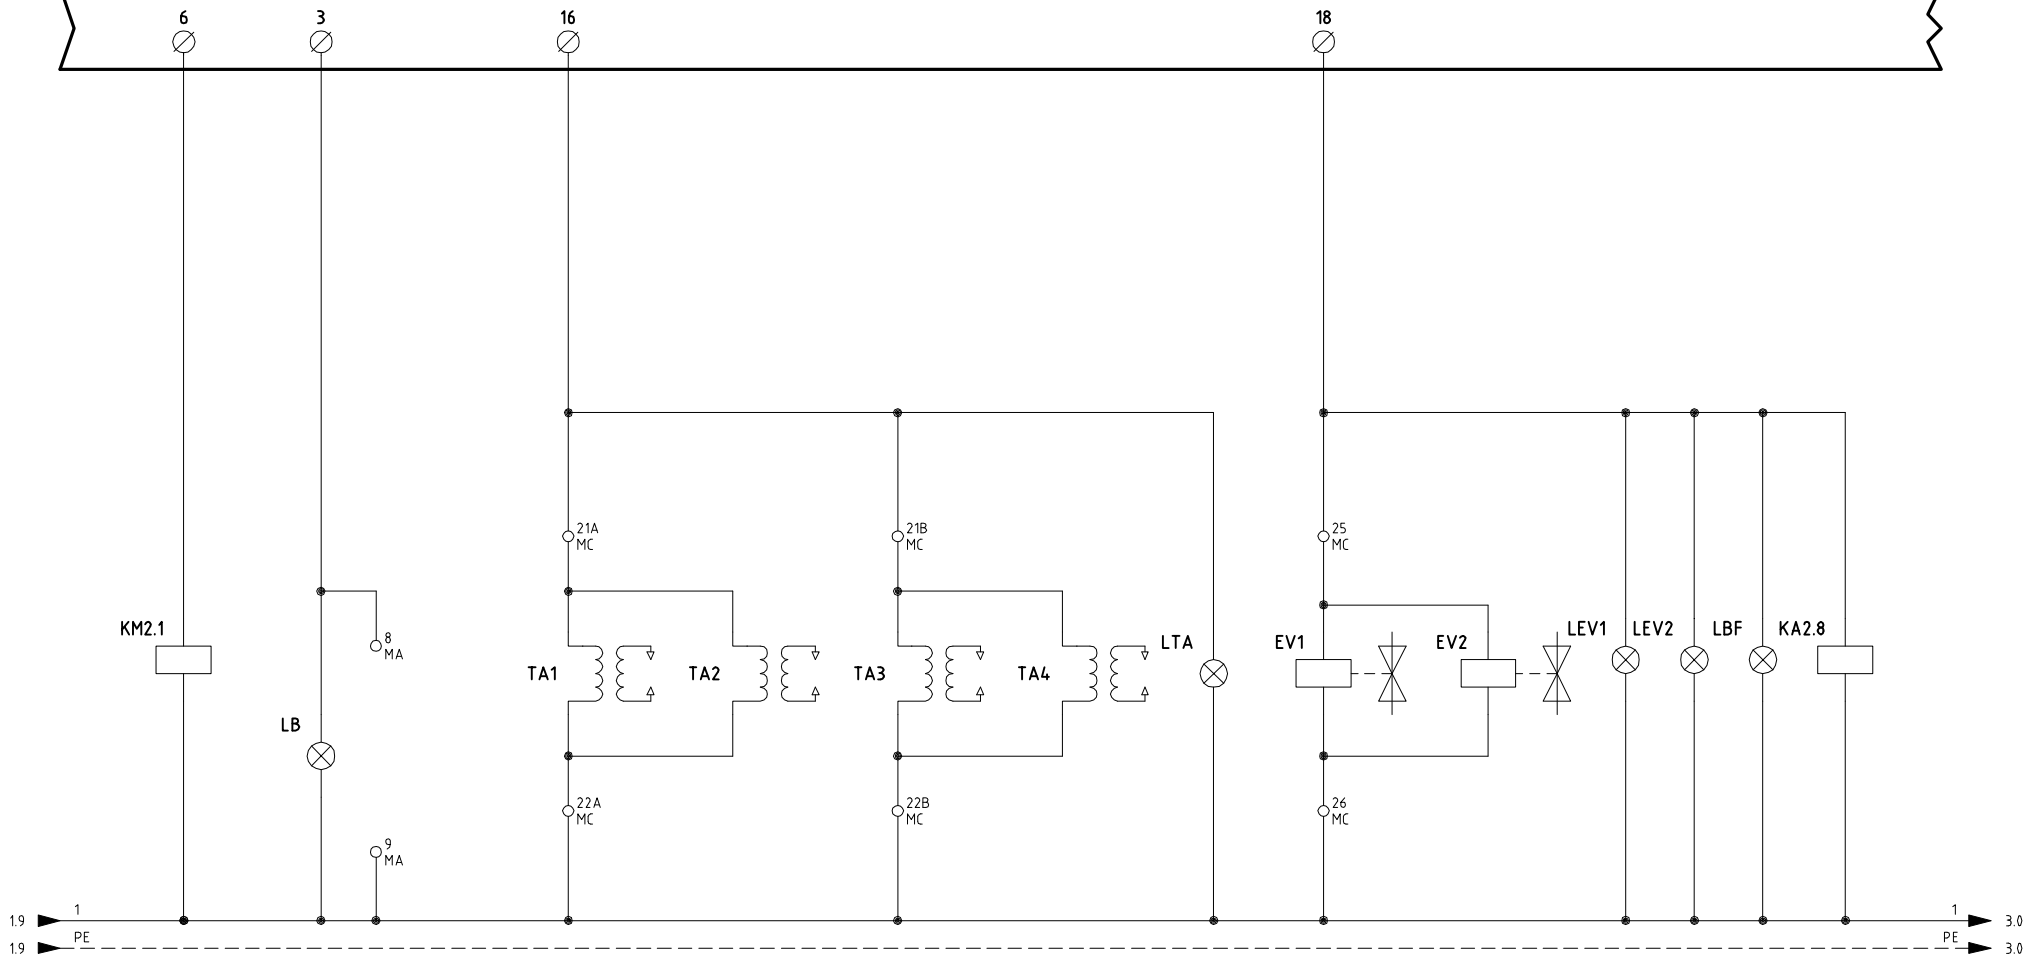 6 3 16 18
21A
MC
21B
MC
25
MC
KM2.1
8
MA
LTA
EV1
EV2
LEV1 LEV2 LBF KA2.8
TA1 TA2 TA3 TA4
LB
22A
MC
22B
MC
26
MC
9
MA
1.9 1 1 3.0
1.9 PE PE 3.0